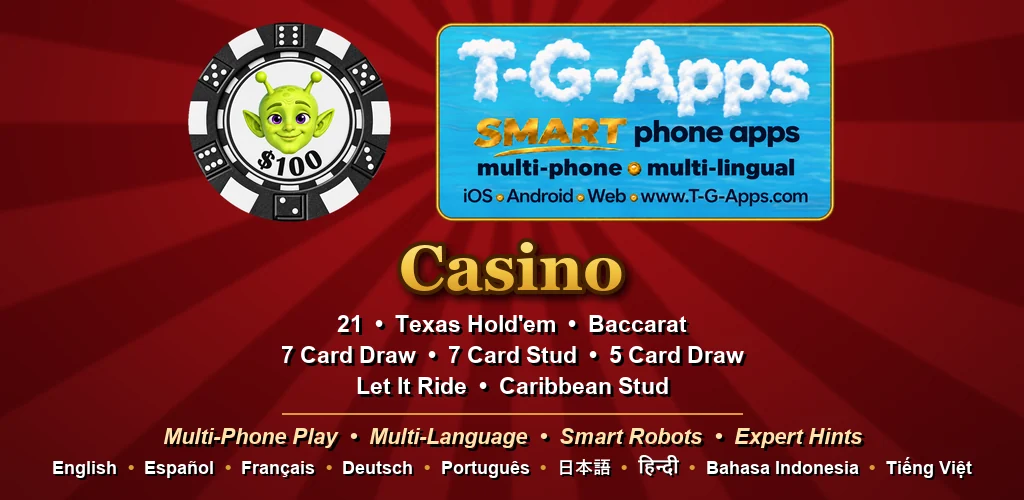 $100
T-G-Apps
SMART phone apps
multi-phone • multi-lingual
iOS • Android • Web • www.T-G-Apps.com
Casino
21 • Texas Hold'em • Baccarat
7 Card Draw • 7 Card Stud • 5 Card Draw
Let It Ride • Caribbean Stud
Multi-Phone Play • Multi-Language • Smart Robots • Expert Hints
English • Español • Français • Deutsch • Português • 日本語 • हिन्दी • Bahasa Indonesia • Tiếng Việt